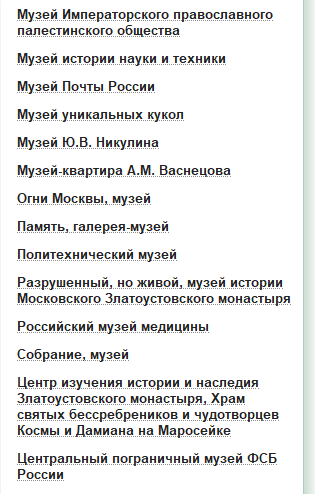 Музей Императорского православного
палестинского общества
Музей истории науки и техники
Музей Почты России
Музей уникальных кукол
Музей Ю.В. Никулина
Музей-квартира А.М. Васнецова
Огни Москвы, музей
Память, галерея-музей
Политехнический музей
Разрушенный, но живой, музей истории
Московского Златоустовского монастыря
Российский музей медицины
Собрание, музей
Центр изучения истории и наследия
Златоустовского монастыря, Храм
святых бессребреников и чудотворцев
Космы и Дамиана на Маросейке
Центральный пограничный музей ФСБ
России